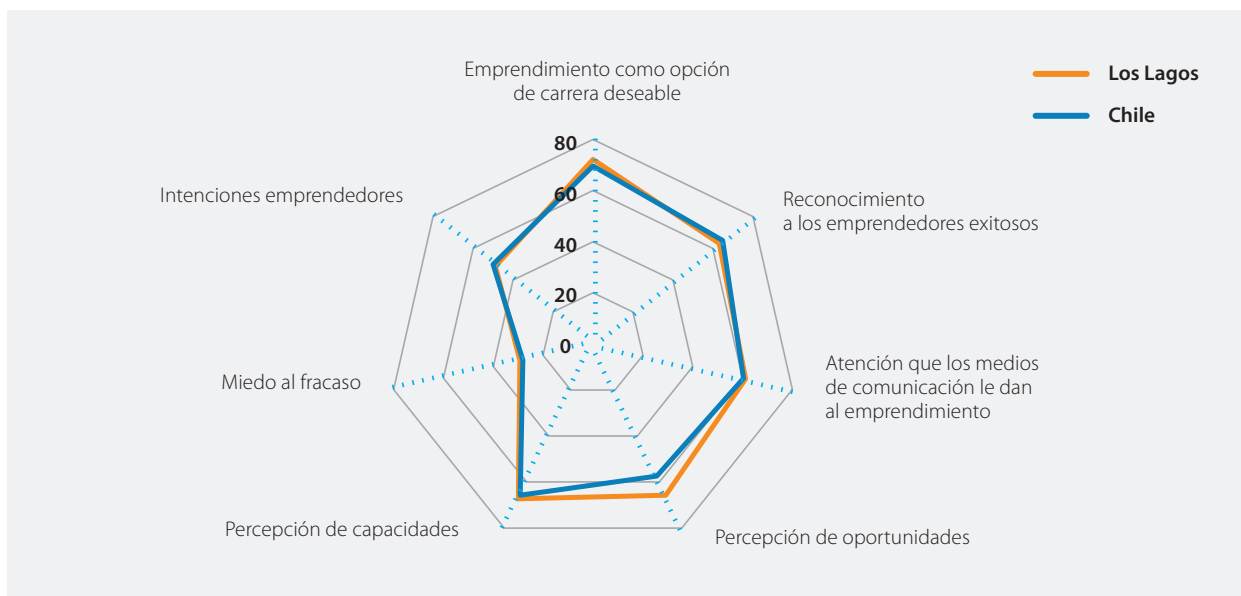 Emprendimiento como opción
de carrera deseable
Los Lagos
Chile
80
60
40
20
0
Intenciones emprendedores
Reconocimiento
a los emprendedores exitosos
Miedo al fracaso
Atención que los medios
de comunicación le dan
al emprendimiento
Percepción de capacidades
Percepción de oportunidades